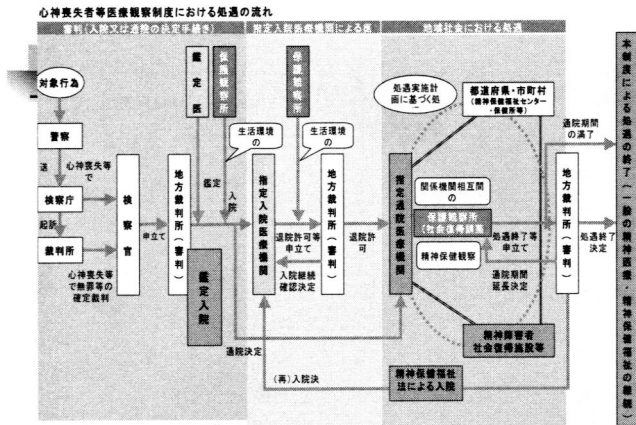 心神喪失者等医療観察制度における処遇の流れ
審判(入院又は通院の決定手続き)
指定入院医療機関による医
地域社会における処遇
対象行為
警察
送
心神喪失等
で
検察庁
起訴
裁判所
心神喪失等
で無罪等の
確定裁判
検察官
申立て
地方裁判所(審判)
鑑定医
鑑定
入院
鑑定入院
通院決定
生活環境
の
指定入院医療機関
生活環境
の
退院許可等
申立て
入院継続
確認決定
地方裁判所(審判)
退院許
可
(再)入院決
処遇実施計
画に基づく処
都道府県・市町村
(精神保健福祉センター
・保健所等)
指定通院医療機関
関係機関相互間
の
保護観察所
(社会復帰調整
精神保健観察
処遇終了等
申立て
通院期間
延長決定
精神障害者
社会復帰施設等
精神保健福祉
法による入院
地方裁判所(審判)
通院期間
の満了
処遇終了
決定
本制度による処遇の終了(一般の精神医療・精神保健福祉の継続)